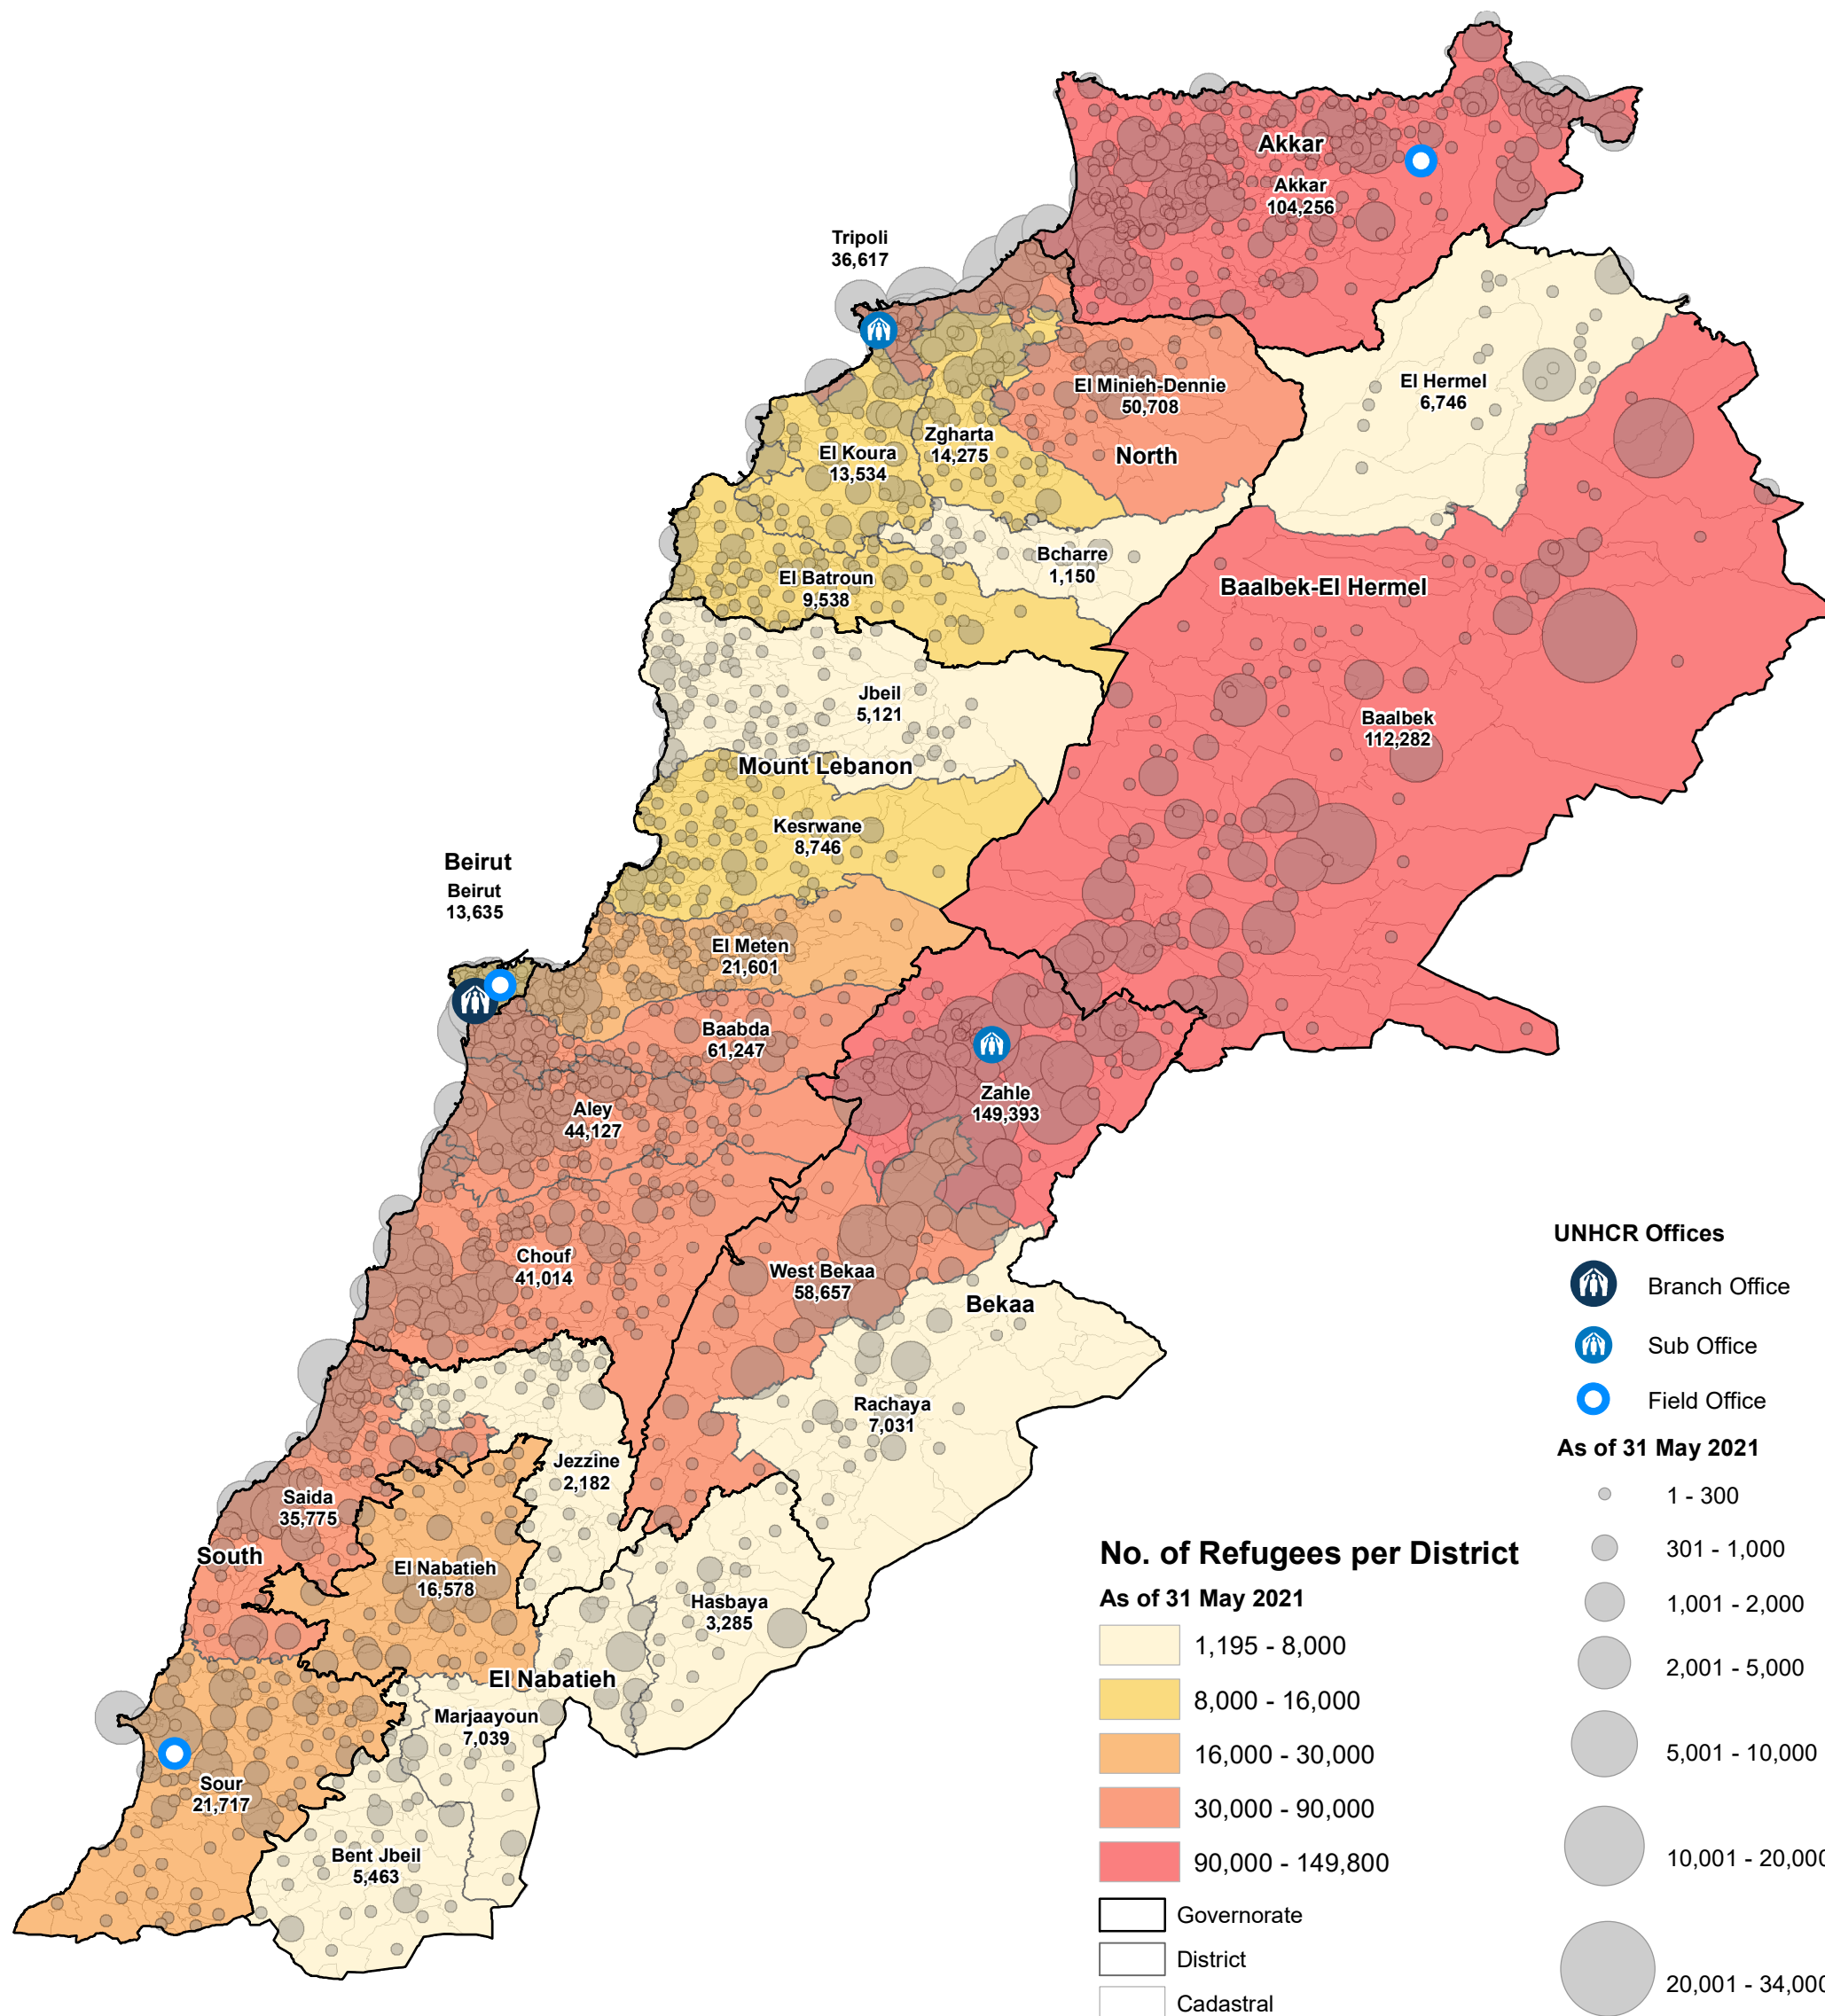 Akkar
Akkar
104,256
Tripoli
36,617
El Hermel
6,746
El Minieh-Dennie
50,708
Zgharta
14,275
North
El Koura
13,534
Bcharre
1,150
El Batroun
9,538
Baalbek-El Hermel
Jbeil
5,121
Baalbek
112,282
Mount Lebanon
Kesrwane
8,746
Beirut
Beirut
13,635
El Meten
21,601
Baabda
61,247
Zahle
149,393
Aley
44,127
Chouf
41,014
West Bekaa
58,657
Bekaa
Rachaya
7,031
Jezzine
2,182
Saida
35,775
South
El Nabatieh
16,578
Hasbaya
3,285
El Nabatieh
Marjaayoun
7,039
Sour
21,717
Bent Jbeil
5,463
UNHCR Offices
Branch Office
Sub Office
Field Office
As of 31 May 2021
1 - 300
301 - 1,000
1,001 - 2,000
2,001 - 5,000
5,001 - 10,000
10,001 - 20,000
20,001 - 34,000
No. of Refugees per District
As of 31 May 2021
1,195 - 8,000
8,000 - 16,000
16,000 - 30,000
30,000 - 90,000
90,000 - 149,800
Governorate
District
Cadastral